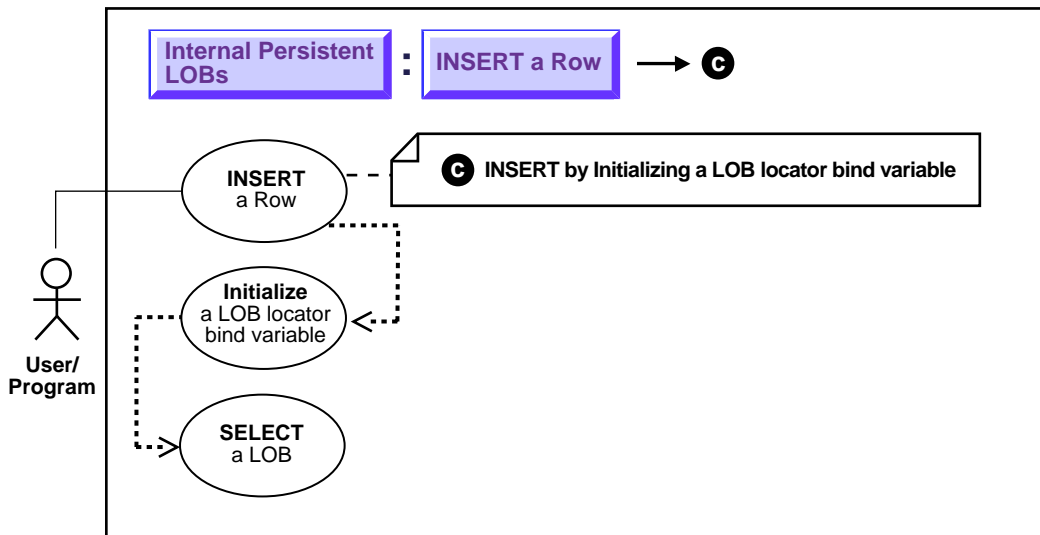 Internal Persistent
LOBs
:
INSERT a Row
C
C INSERT by Initializing a LOB locator bind variable
INSERT
a Row
Initialize
a LOB locator
bind variable
User/
Program
SELECT
a LOB